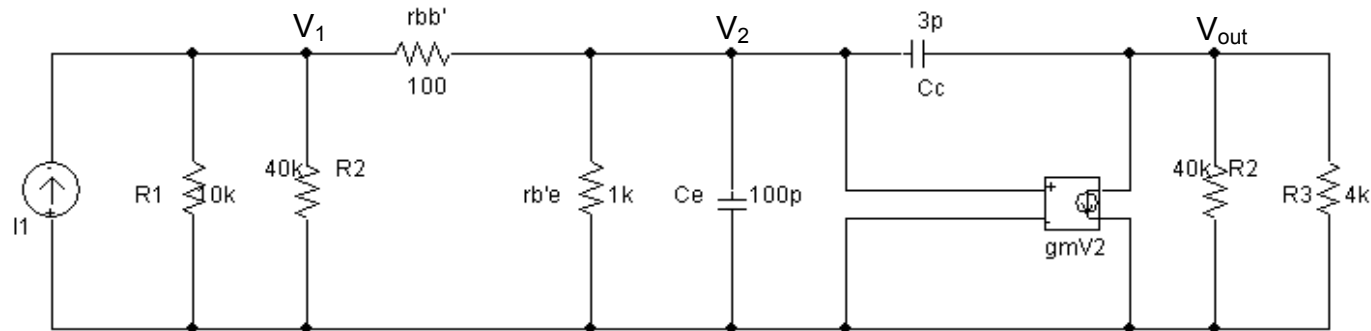 V₁
rbb'
100
V₂
3p
Cc
Vout
I1
R1
10k
40k
R2
rb'e
1k
Ce
100p
gmV2
40k
R2
R3
4k